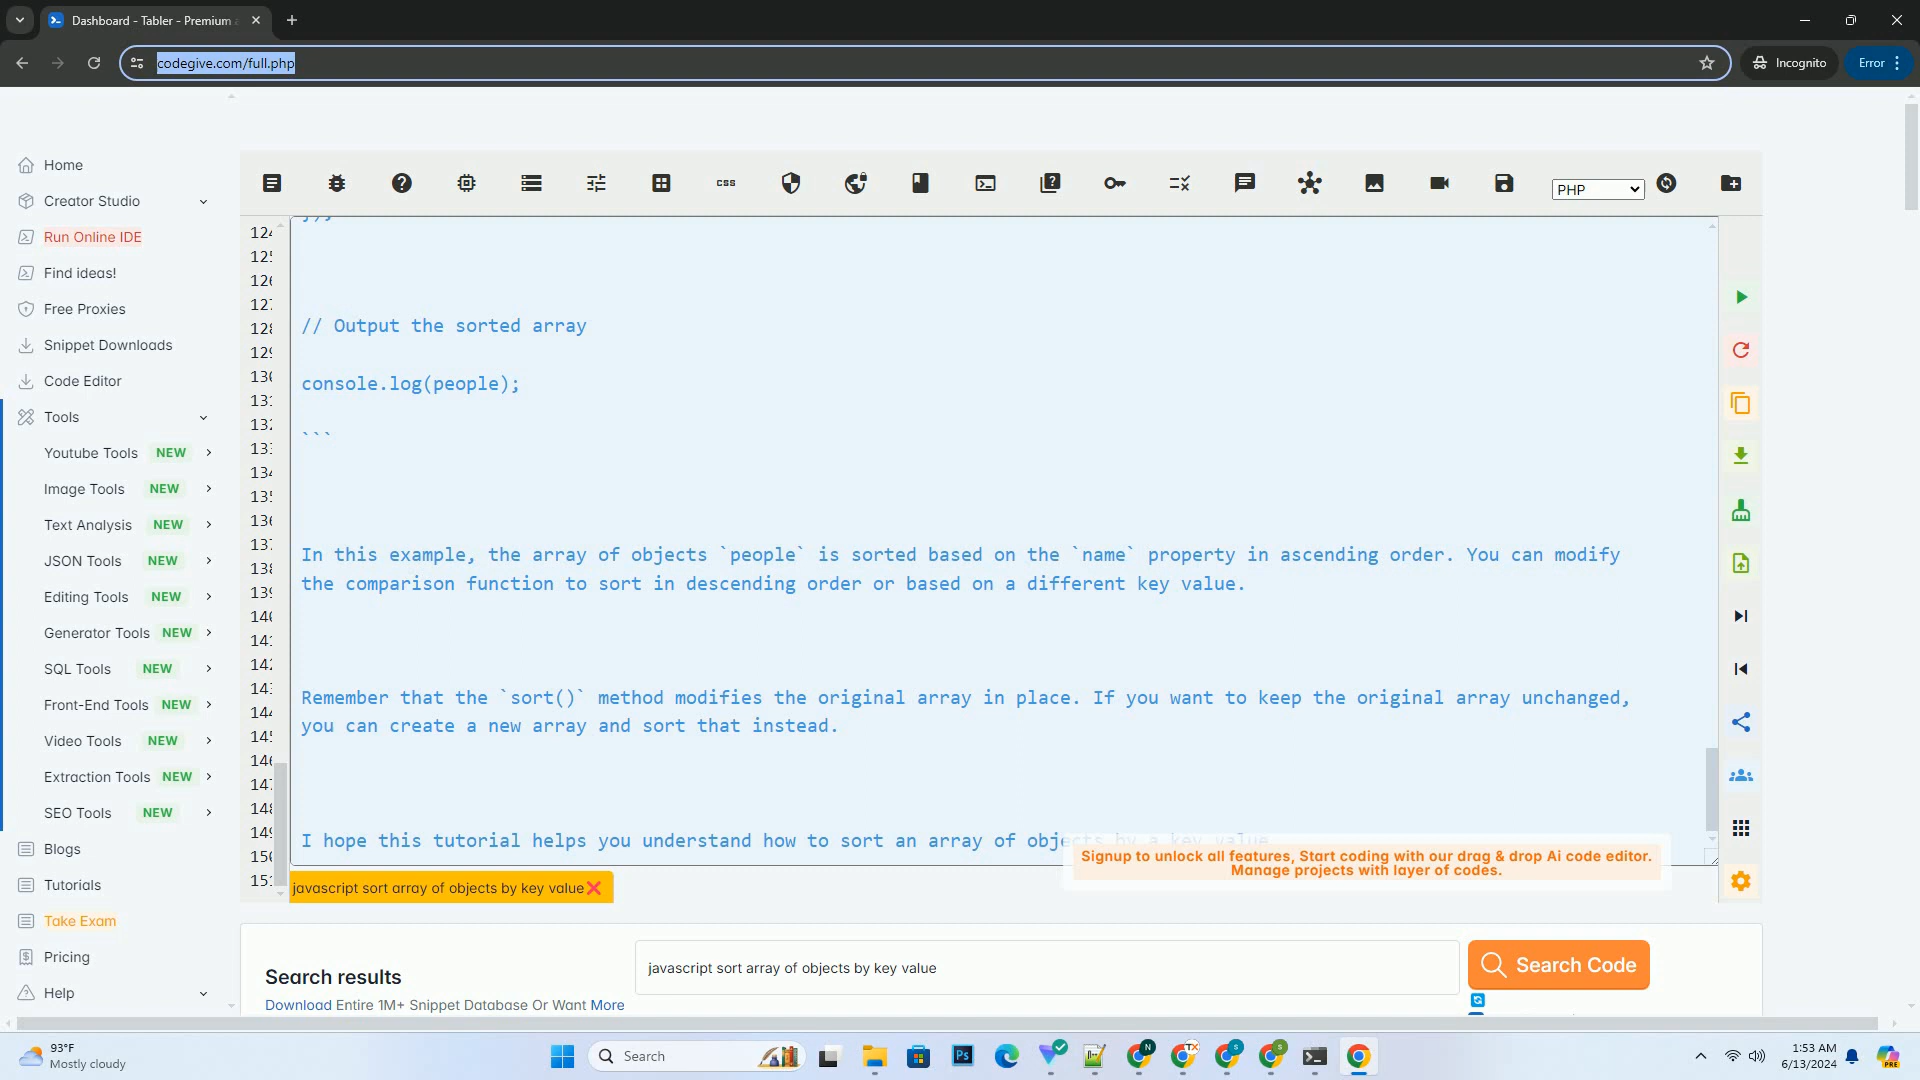 Dashboard - Tabler - Premium
codegive.com/full.php
Incognito
Error
Home
Creator Studio
Run Online IDE
Find ideas!
Free Proxies
Snippet Downloads
Code Editor
Tools
Youtube Tools NEW
Image Tools NEW
Text Analysis NEW
JSON Tools NEW
Editing Tools NEW
Generator Tools NEW
SQL Tools NEW
Front-End Tools NEW
Video Tools NEW
Extraction Tools NEW
SEO Tools NEW
Blogs
Tutorials
Take Exam
Pricing
Help
css
PHP
// Output the sorted array
console.log(people);
```
In this example, the array of objects `people` is sorted based on the `name` property in ascending order. You can modify
the comparison function to sort in descending order or based on a different key value.
Remember that the `sort()` method modifies the original array in place. If you want to keep the original array unchanged,
you can create a new array and sort that instead.
I hope this tutorial helps you understand how to sort an array of objects by a key value
Signup to unlock all features, Start coding with our drag & drop Ai code editor.
Manage projects with layer of codes.
javascript sort array of objects by key value
Search results
Download Entire 1M+ Snippet Database Or Want More
javascript sort array of objects by key value
Search Code
93°F
Mostly cloudy
Search
1:53 AM
6/13/2024